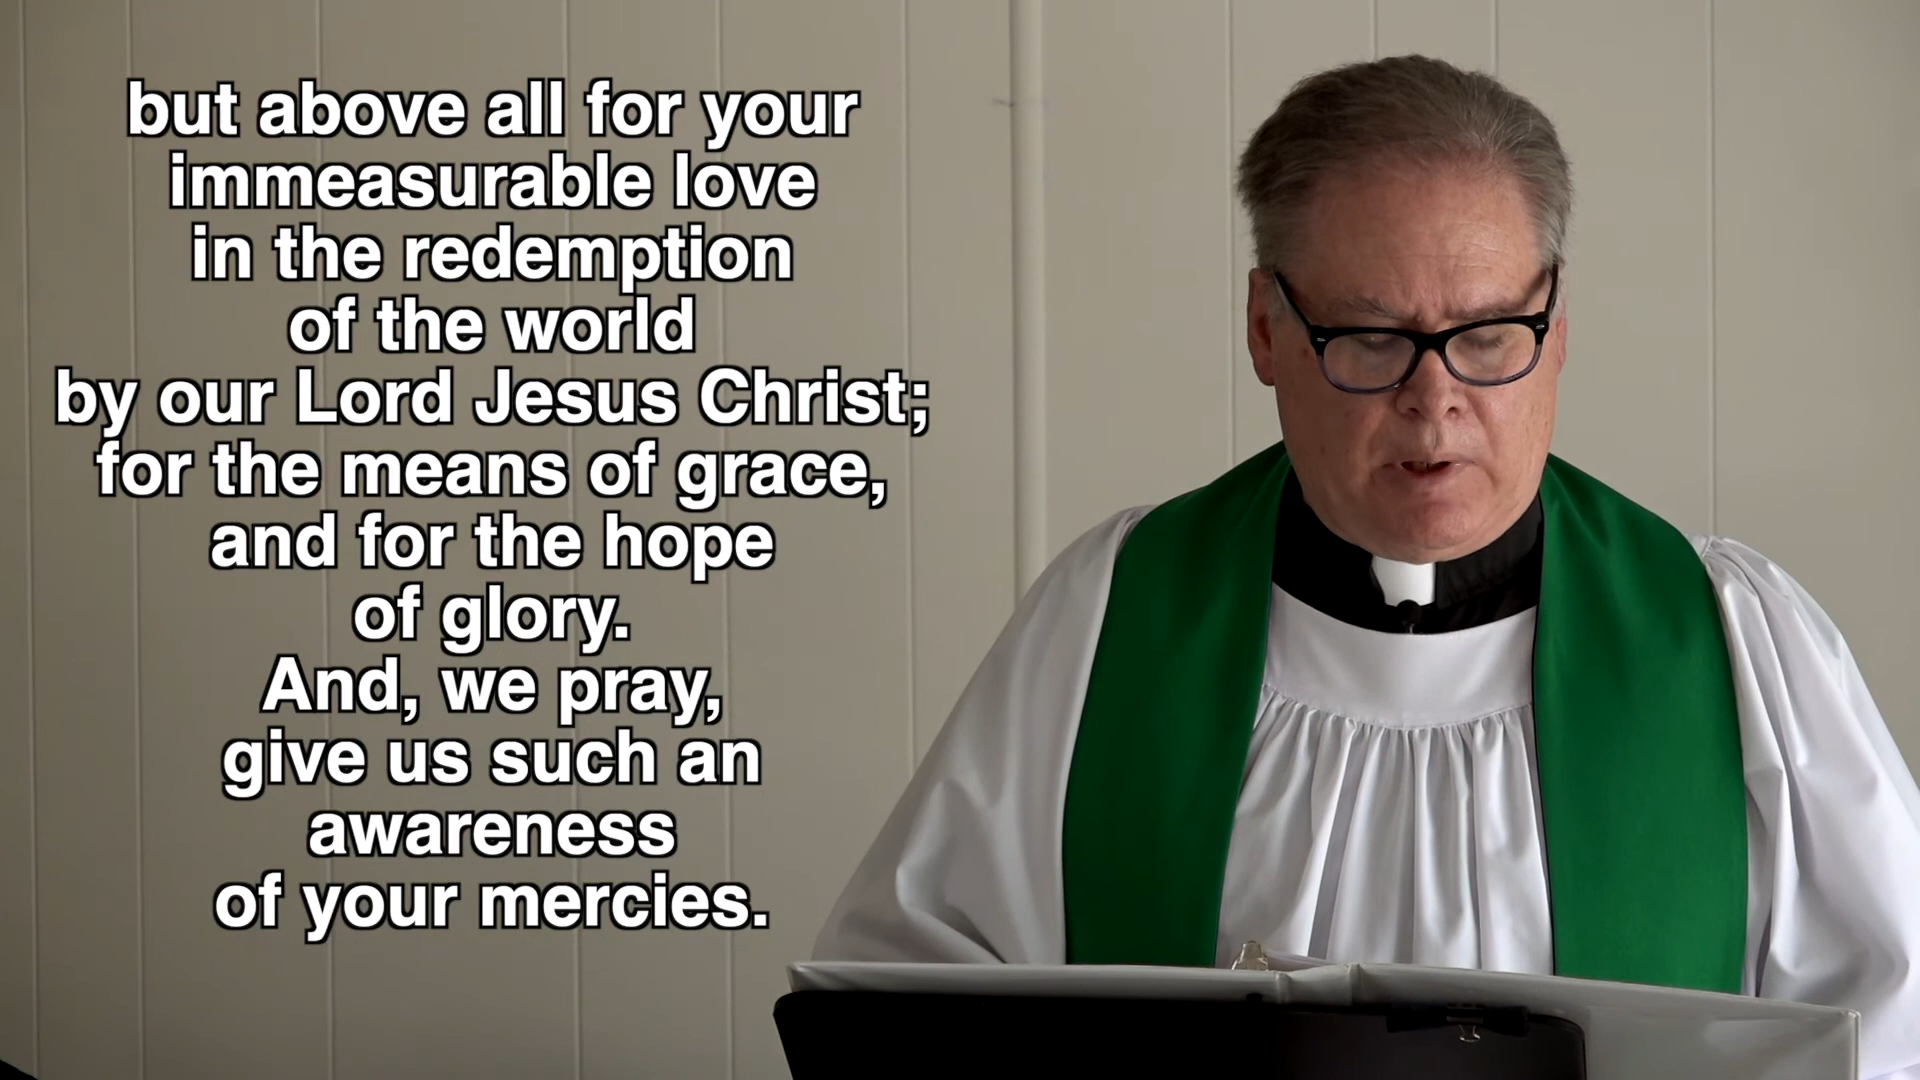 but above all for your
immeasurable love
in the redemption
of the world
by our Lord Jesus Christ;
for the means of grace,
and for the hope
of glory.
And, we pray,
give us such an
awareness
of your mercies.